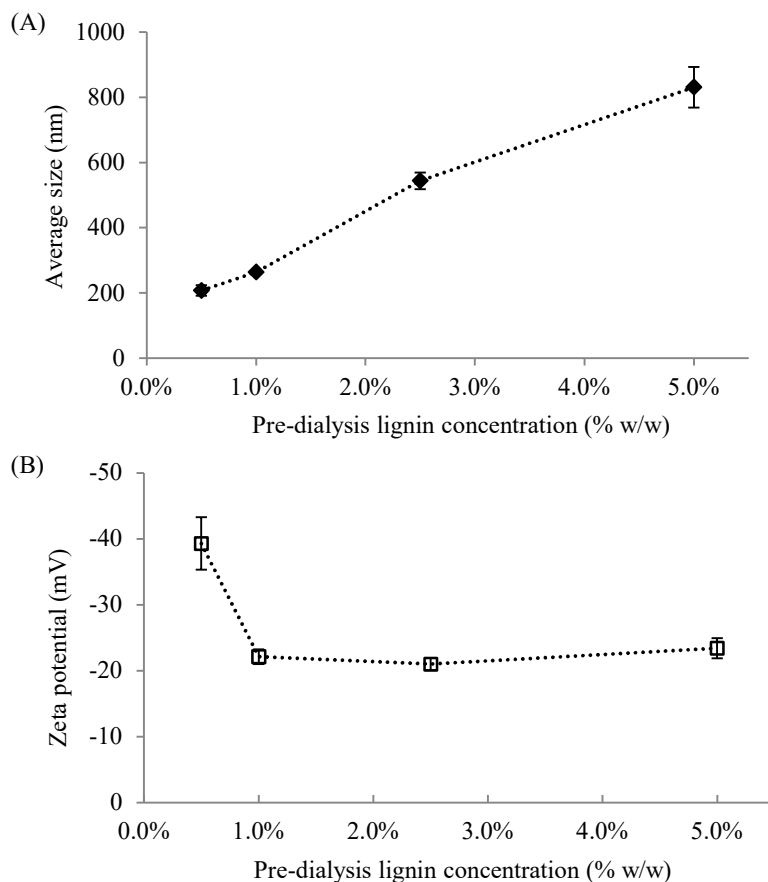 (A)
1000
800
600
400
200
0
Average size (nm)
0.0% 1.0% 2.0% 3.0% 4.0% 5.0%
Pre-dialysis lignin concentration (% w/w)
(B)
-50
-40
-30
-20
-10
0
Zeta potential (mV)
0.0% 1.0% 2.0% 3.0% 4.0% 5.0%
Pre-dialysis lignin concentration (% w/w)